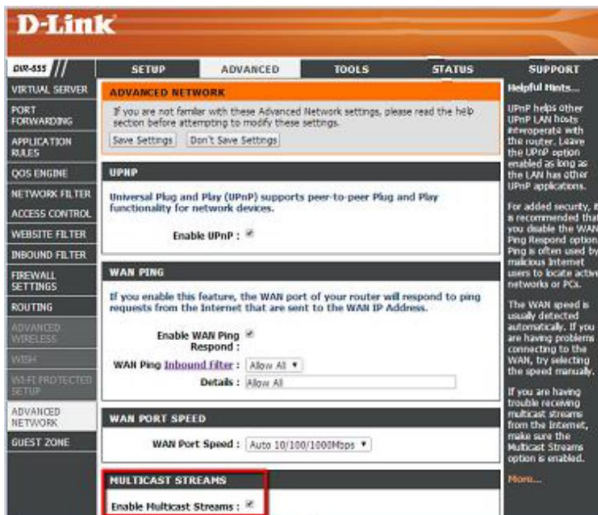 D-Link
DIR-655
SETUP ADVANCED TOOLS STATUS SUPPORT
VIRTUAL SERVER
PORT
FORWARDING
APPLICATION
RULES
QOS ENGINE
NETWORK FILTER
ACCESS CONTROL
WEBSITE FILTER
INBOUND FILTER
FIREWALL
SETTINGS
ROUTING
ADVANCED
WIRELESS
WISH
WI-FI PROTECTED
SETUP
ADVANCED
NETWORK
GUEST ZONE
ADVANCED NETWORK
If you are not familar with these Advanced Network settings, please read the help
section before attempting to modify these settings.
Save Settings Don't Save Settings
UPNP
Universal Plug and Play (UPnP) supports peer-to-peer Plug and Play
functionality for network devices.
Enable UPnP :
WAN PING
If you enable this feature, the WAN port of your router will respond to ping
requests from the Internet that are sent to the WAN IP Address.
Enable WAN Ping
Respond :
WAN Ping Inbound Filter : Allow All
Details : Allow All
WAN PORT SPEED
WAN Port Speed : Auto 10/100/1000Mbps
MULTICAST STREAMS
Enable Multicast Streams :
Helpful Hints...
UPnP helps other
UPnP LAN hosts
interoperate with
the router. Leave
the UPnP option
enabled as long as
the LAN has other
UPnP applications.
For added security, it
is recommended that
you disable the WAN
Ping Respond option.
Ping is often used by
malicious Internet
users to locate active
networks or PCs.
The WAN speed is
usually detected
automatically. If you
are having problems
connecting to the
WAN, try selecting
the speed manually.
If you are having
trouble receiving
multicast streams
from the Internet,
make sure the
Multicast Streams
option is enabled.
More...